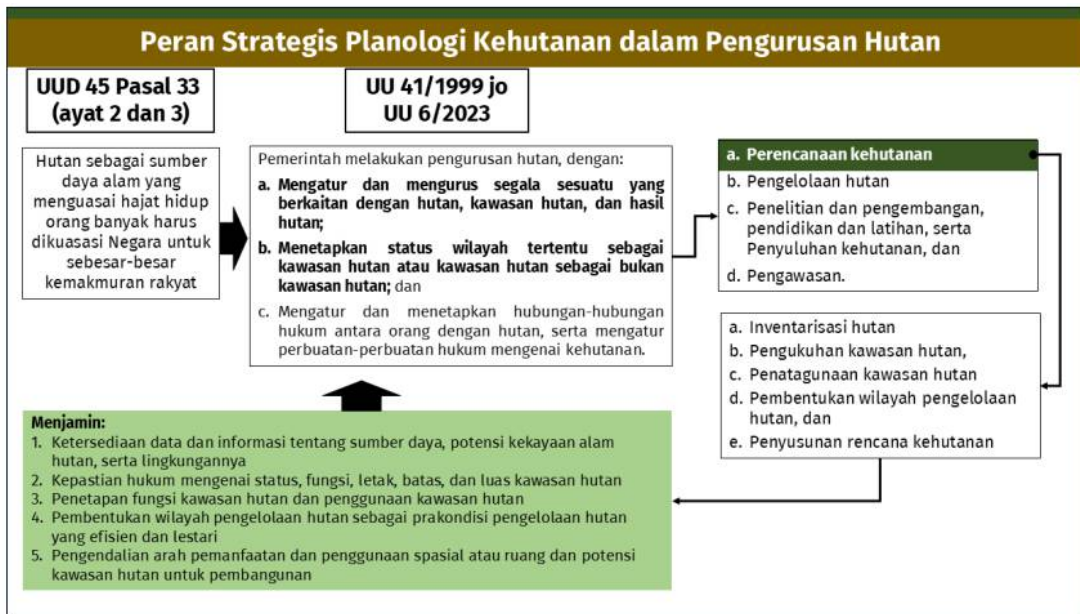 Peran Strategis Planologi Kehutanan dalam Pengurusan Hutan
UUD 45 Pasal 33
(ayat 2 dan 3)
UU 41/1999 jo
UU 6/2023
Hutan sebagai sumber
daya alam yang
menguasai hajat hidup
orang banyak harus
dikuasasi Negara untuk
sebesar-besar
kemakmuran rakyat
Pemerintah melakukan pengurusan hutan, dengan:
a. Mengatur dan mengurus segala sesuatu yang
berkaitan dengan hutan, kawasan hutan, dan hasil
hutan;
b. Menetapkan status wilayah tertentu sebagai
kawasan hutan atau kawasan hutan sebagai bukan
kawasan hutan; dan
c. Mengatur dan menetapkan hubungan-hubungan
hukum antara orang dengan hutan, serta mengatur
perbuatan-perbuatan hukum mengenai kehutanan.
a. Perencanaan kehutanan
b. Pengelolaan hutan
c. Penelitian dan pengembangan,
pendidikan dan latihan, serta
Penyuluhan kehutanan, dan
d. Pengawasan.
a. Inventarisasi hutan
b. Pengukuhan kawasan hutan,
c. Penatagunaan kawasan hutan
d. Pembentukan wilayah pengelolaan
hutan, dan
e. Penyusunan rencana kehutanan
Menjamin:
1. Ketersediaan data dan informasi tentang sumber daya, potensi kekayaan alam
hutan, serta lingkungannya
2. Kepastian hukum mengenai status, fungsi, letak, batas, dan luas kawasan hutan
3. Penetapan fungsi kawasan hutan dan penggunaan kawasan hutan
4. Pembentukan wilayah pengelolaan hutan sebagai prakondisi pengelolaan hutan
yang efisien dan lestari
5. Pengendalian arah pemanfaatan dan penggunaan spasial atau ruang dan potensi
kawasan hutan untuk pembangunan